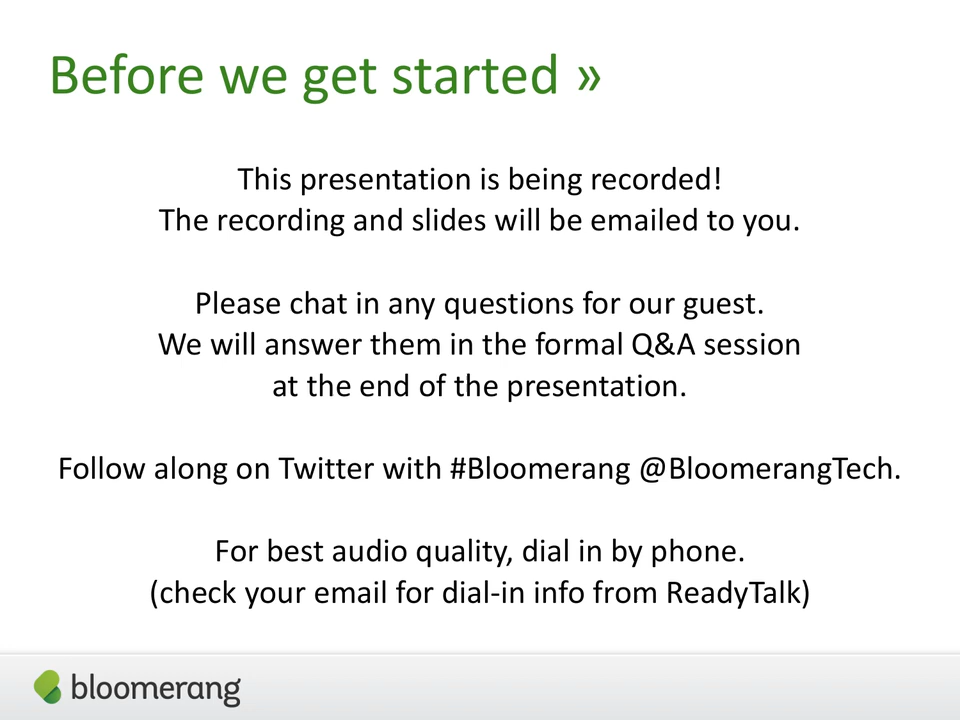 Before we get started »
This presentation is being recorded!
The recording and slides will be emailed to you.
Please chat in any questions for our guest.
We will answer them in the formal Q&A session
at the end of the presentation.
Follow along on Twitter with #Bloomerang @BloomerangTech.
For best audio quality, dial in by phone.
(check your email for dial-in info from ReadyTalk)
bloomerang